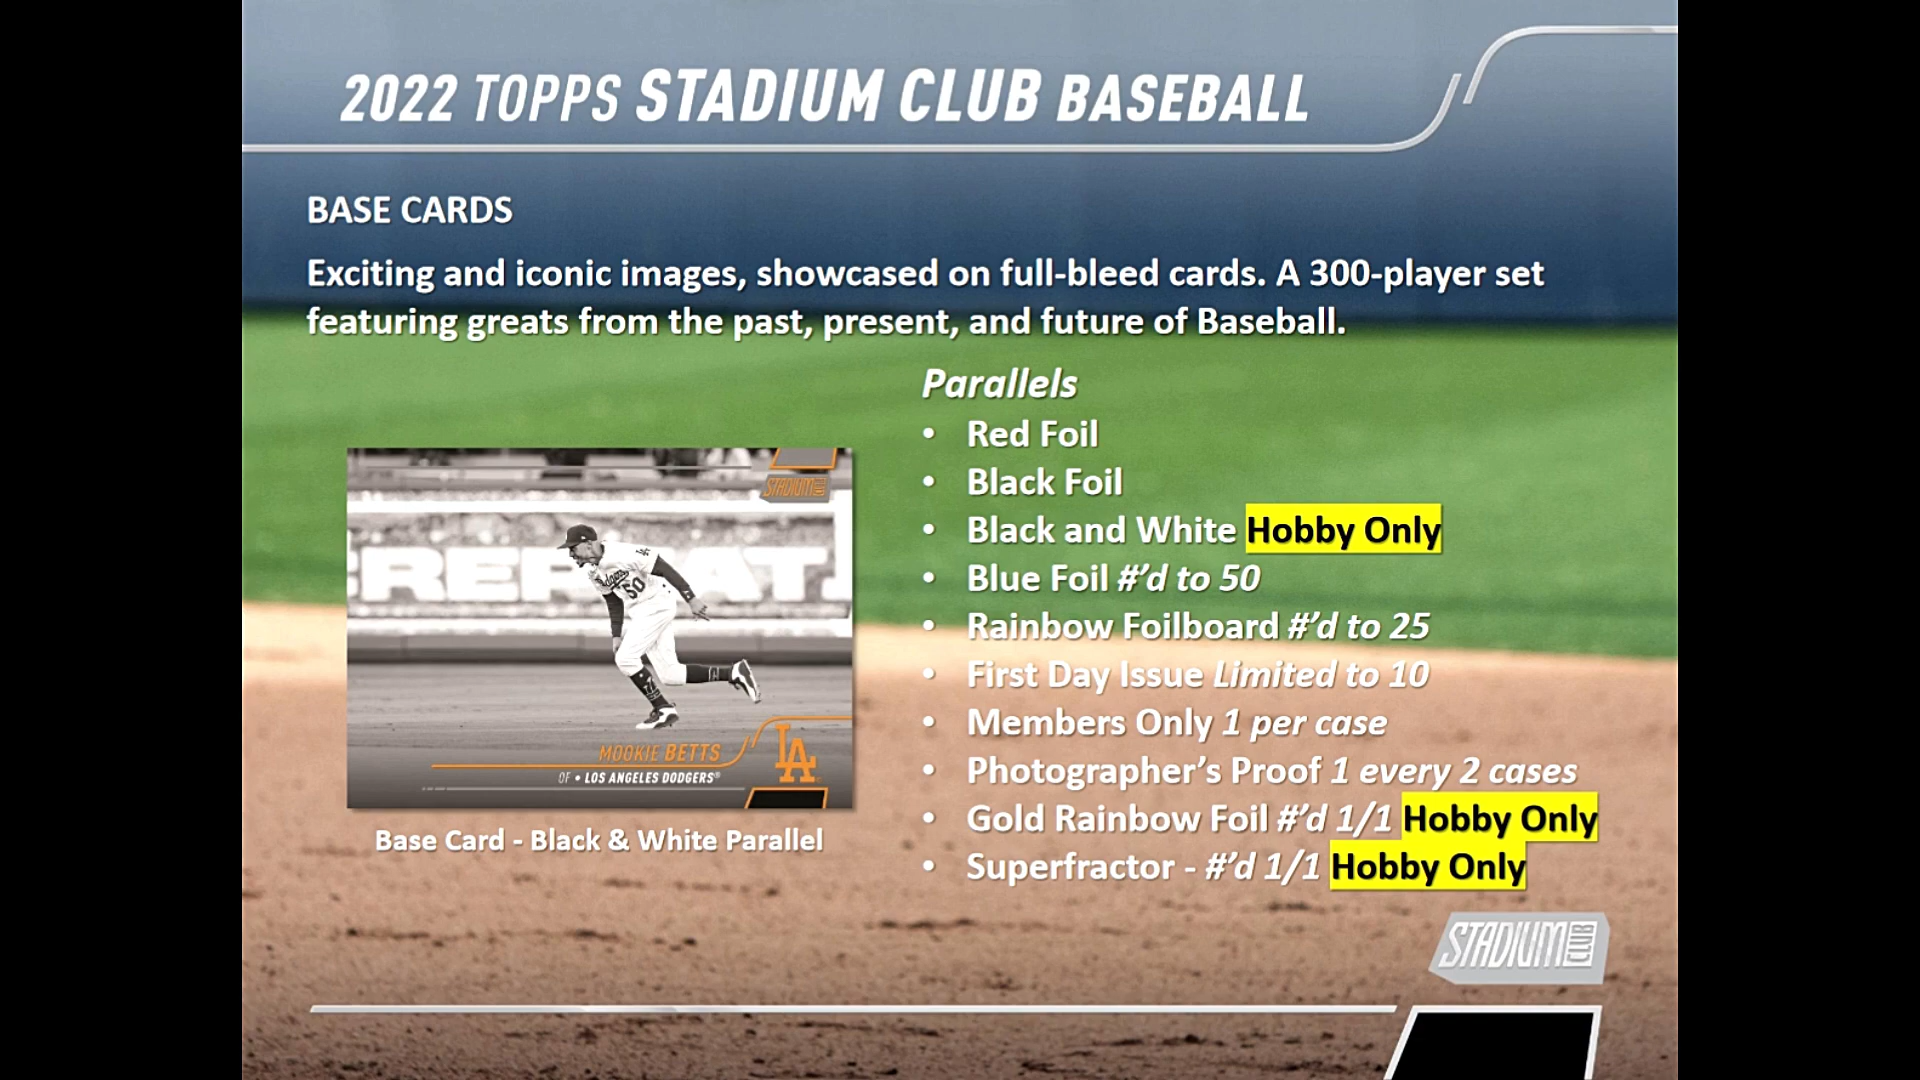 2022 TOPPS STADIUM CLUB BASEBALL
BASE CARDS
Exciting and iconic images, showcased on full-bleed cards. A 300-player set
featuring greats from the past, present, and future of Baseball.
Parallels
• Red Foil
• Black Foil
• Black and White Hobby Only
• Blue Foil #’d to 50
• Rainbow Foilboard #’d to 25
• First Day Issue Limited to 10
• Members Only 1 per case
• Photographer’s Proof 1 every 2 cases
• Gold Rainbow Foil #’d 1/1 Hobby Only
• Superfractor - #’d 1/1 Hobby Only
STADIUM CLUB
REPEAT
Dodgers
50
LA
MOOKIE BETTS
OF • LOS ANGELES DODGERS®
LA
Base Card - Black & White Parallel
STADIUM CLUB